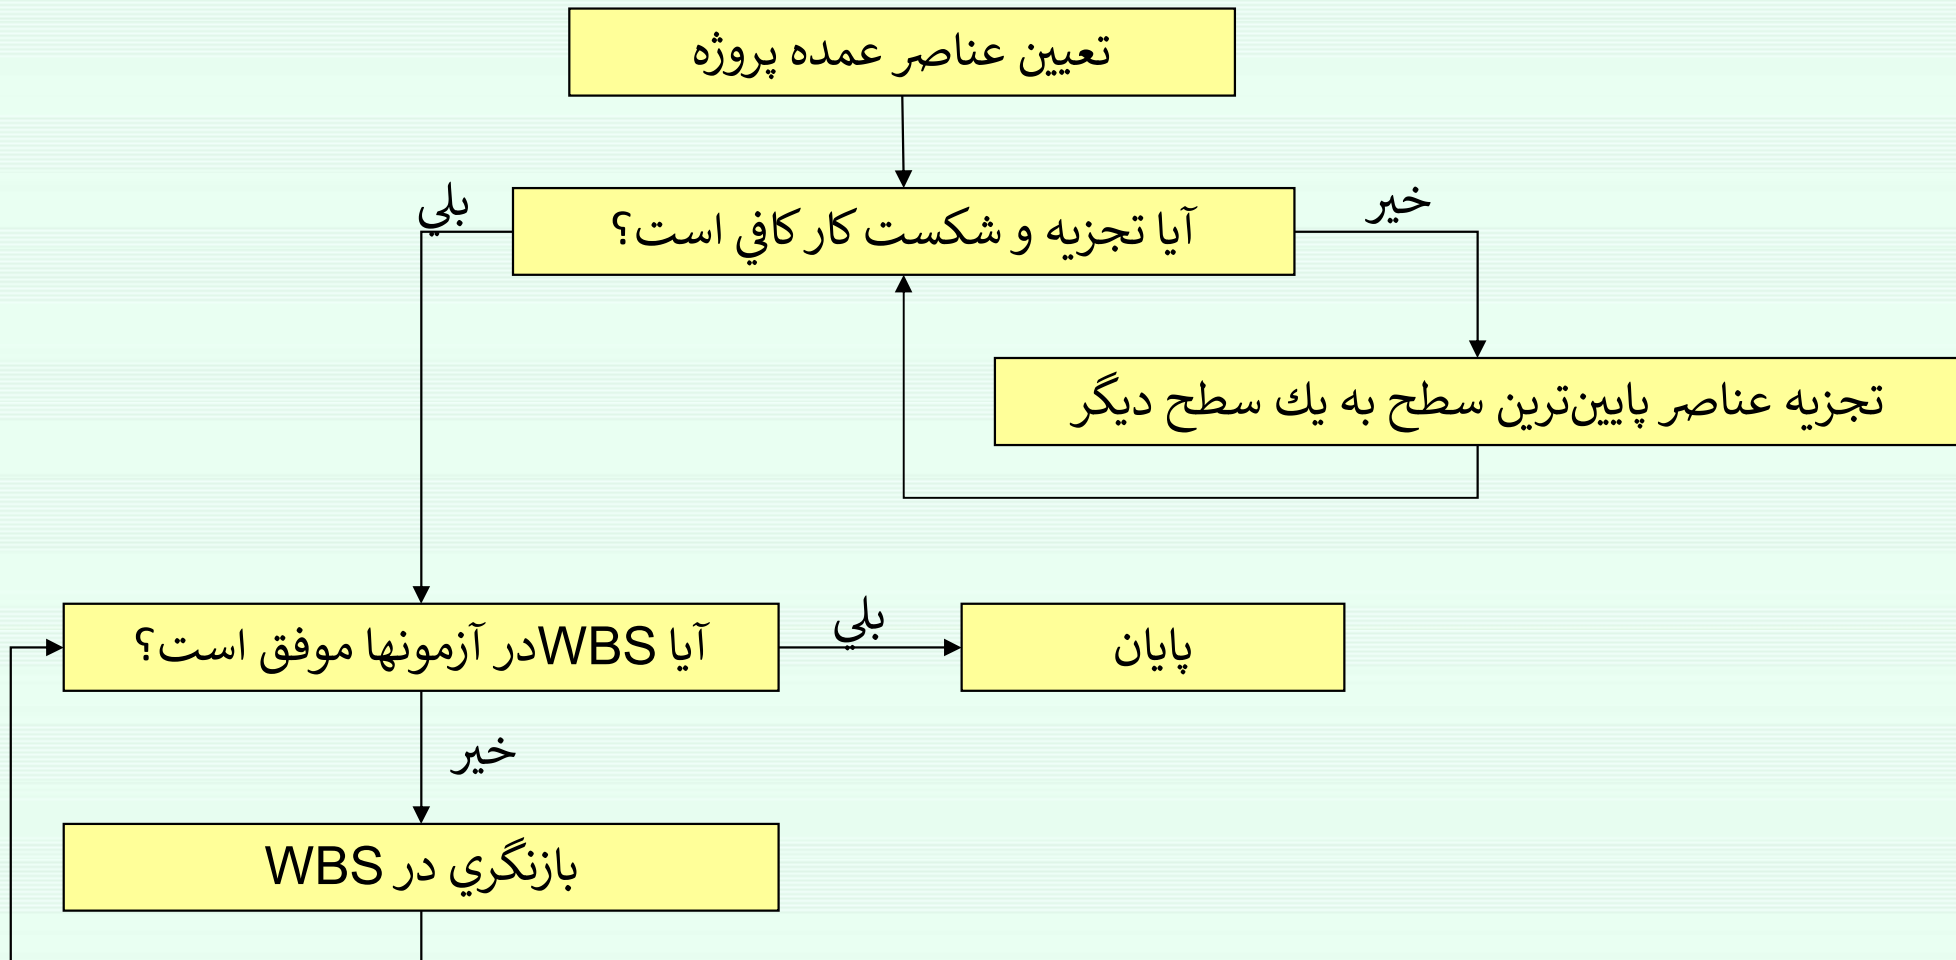 تعيين عناصر عمده پروژه
خير
آيا تجزيه و شكست كار كافي است؟
بلي
تجزيه عناصر پايين‌ترين سطح به يك سطح ديگر
آيا WBSدر آزمونها موفق است؟
بلي
پايان
خير
بازنگري در WBS